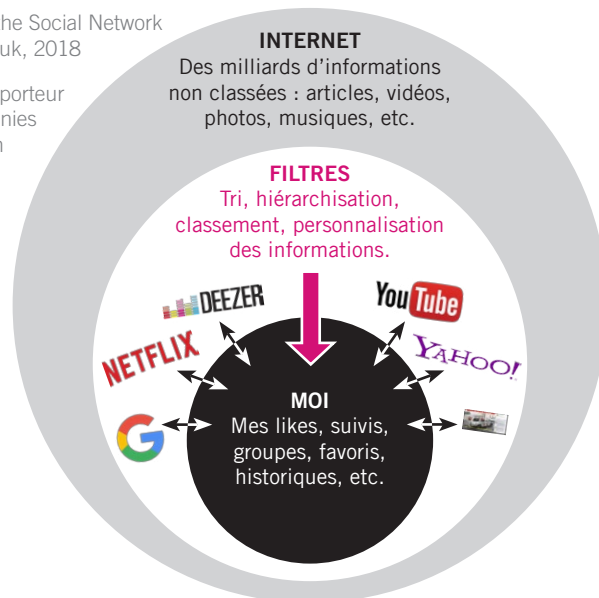 the Social Network
uk, 2018
porteur
nies
n
INTERNET
Des milliards d’informations
non classées : articles, vidéos,
photos, musiques, etc.
FILTRES
Tri, hiérarchisation,
classement, personnalisation
des informations.
DEEZER
YouTube
NETFLIX
YAHOO!
G
MOI
Mes likes, suivis,
groupes, favoris,
historiques, etc.